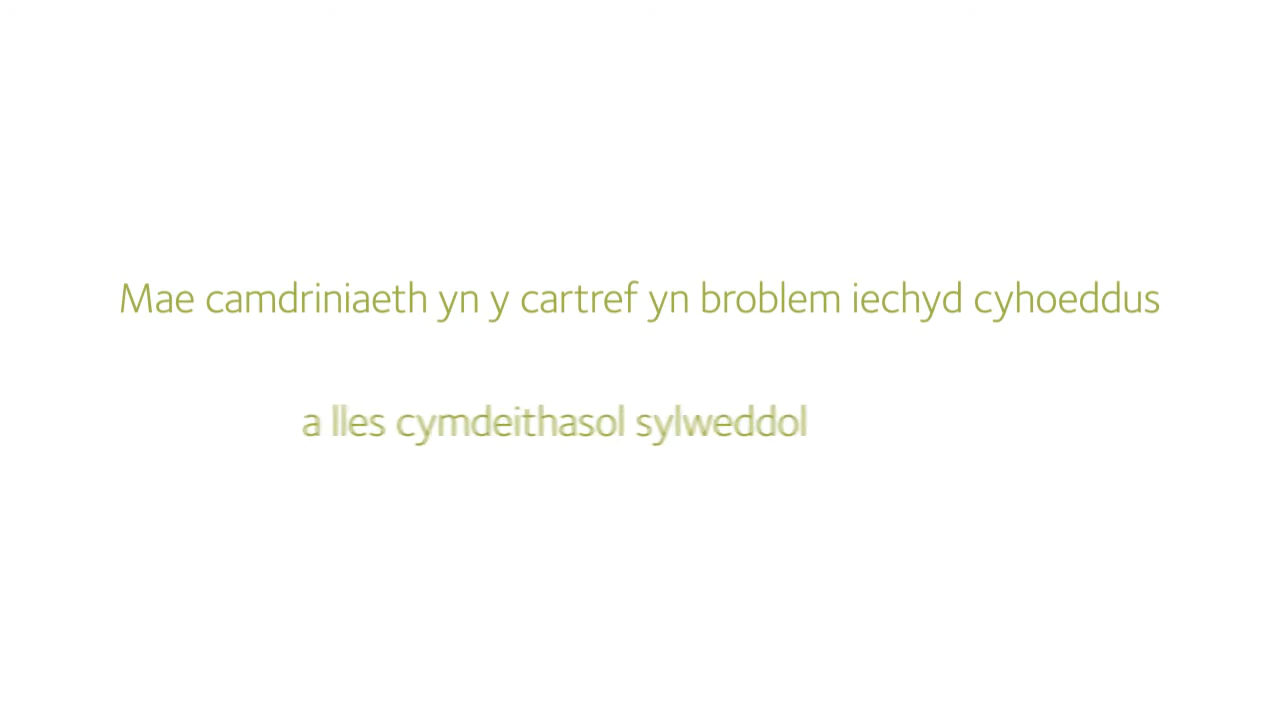 Mae camdriniaeth yn y cartref yn broblem iechyd cyhoeddus
a lles cymdeithasol sylweddol